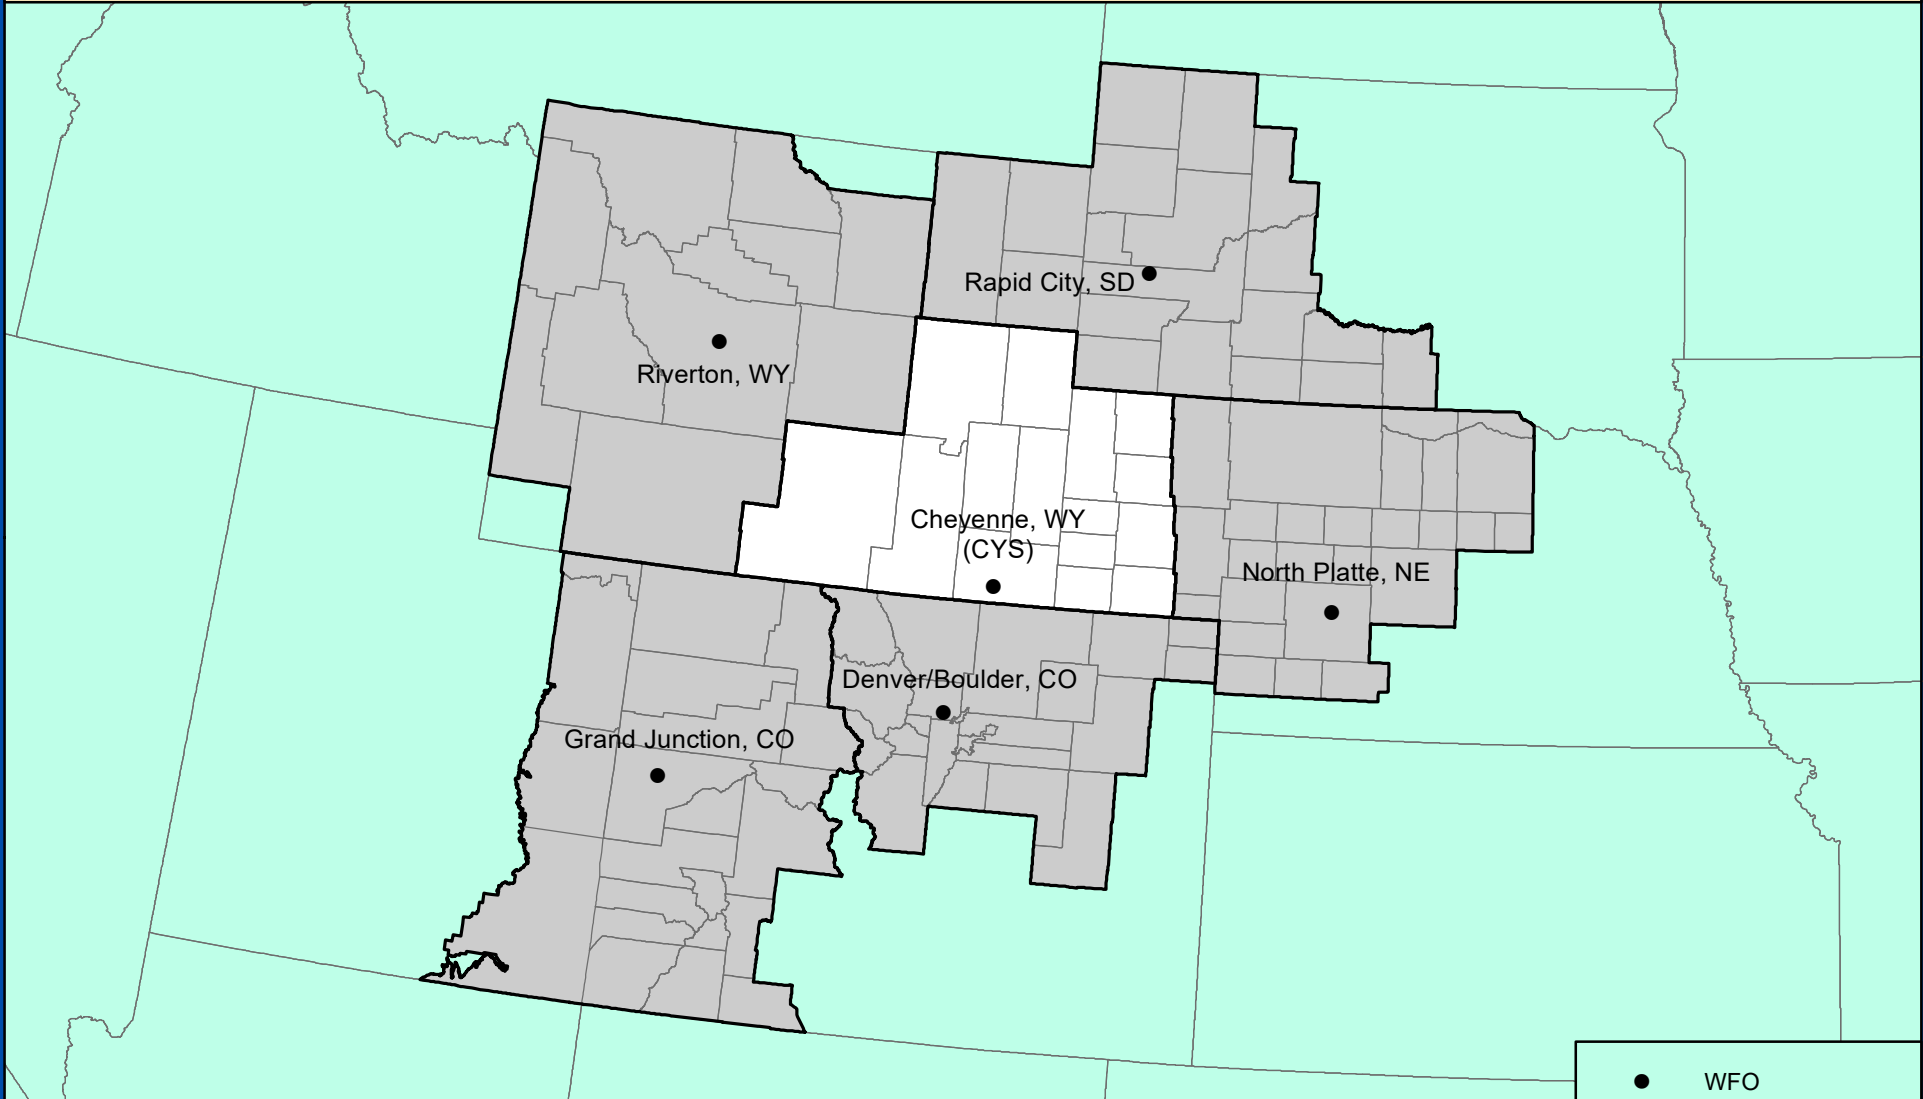 Rapid City, SD
Riverton, WY
Cheyenne, WY
(CYS)
North Platte, NE
Denver/Boulder, CO
Grand Junction, CO
WFO